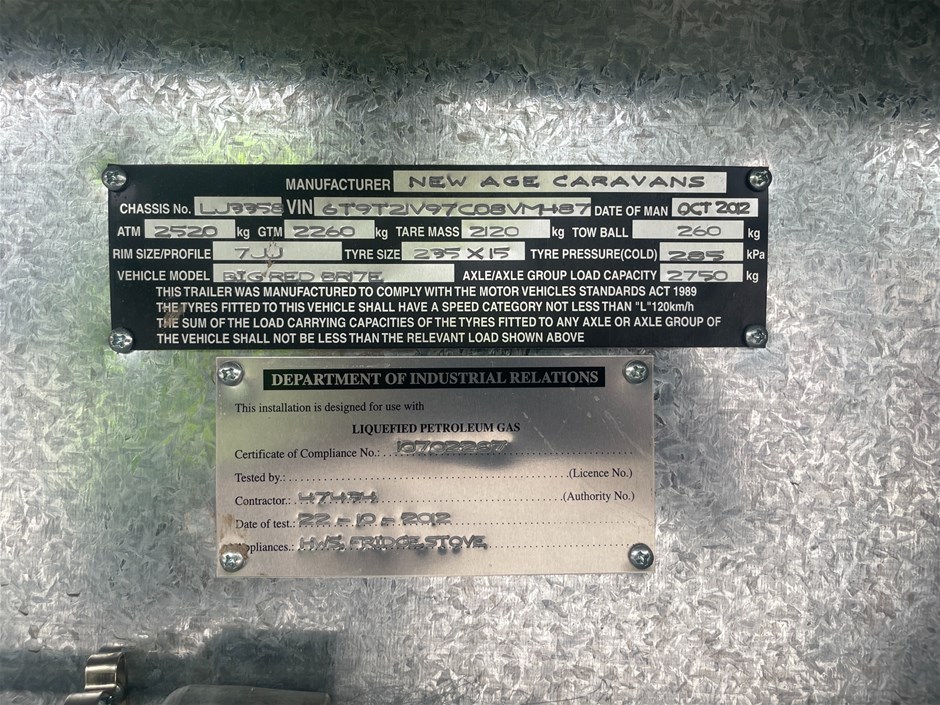 MANUFACTURER NEW AGE CARAVANS
CHASSIS No. LJ3358 VIN 6T9T21V97CD8VM487 DATE OF MAN OCT 2012
ATM 2520 kg GTM 2260 kg TARE MASS 2120 kg TOW BALL 260 kg
RIM SIZE/PROFILE 7JJ TYRE SIZE 235 X 15 TYRE PRESSURE(COLD) 285 kPa
VEHICLE MODEL BIG RED BR17E AXLE/AXLE GROUP LOAD CAPACITY 2750 kg
THIS TRAILER WAS MANUFACTURED TO COMPLY WITH THE MOTOR VEHICLES STANDARDS ACT 1989
THE TYRES FITTED TO THIS VEHICLE SHALL HAVE A SPEED CATEGORY NOT LESS THAN "L"120km/h
THE SUM OF THE LOAD CARRYING CAPACITIES OF THE TYRES FITTED TO ANY AXLE OR AXLE GROUP OF
THE VEHICLE SHALL NOT BE LESS THAN THE RELEVANT LOAD SHOWN ABOVE
DEPARTMENT OF INDUSTRIAL RELATIONS
This installation is designed for use with
LIQUEFIED PETROLEUM GAS
Certificate of Compliance No.:
Tested by.: (Licence No.)
Contractor.: 47434 (Authority No.)
Date of test.: 22 - 10 - 2012
Appliances.: HWS, FRIDGE, STOVE,